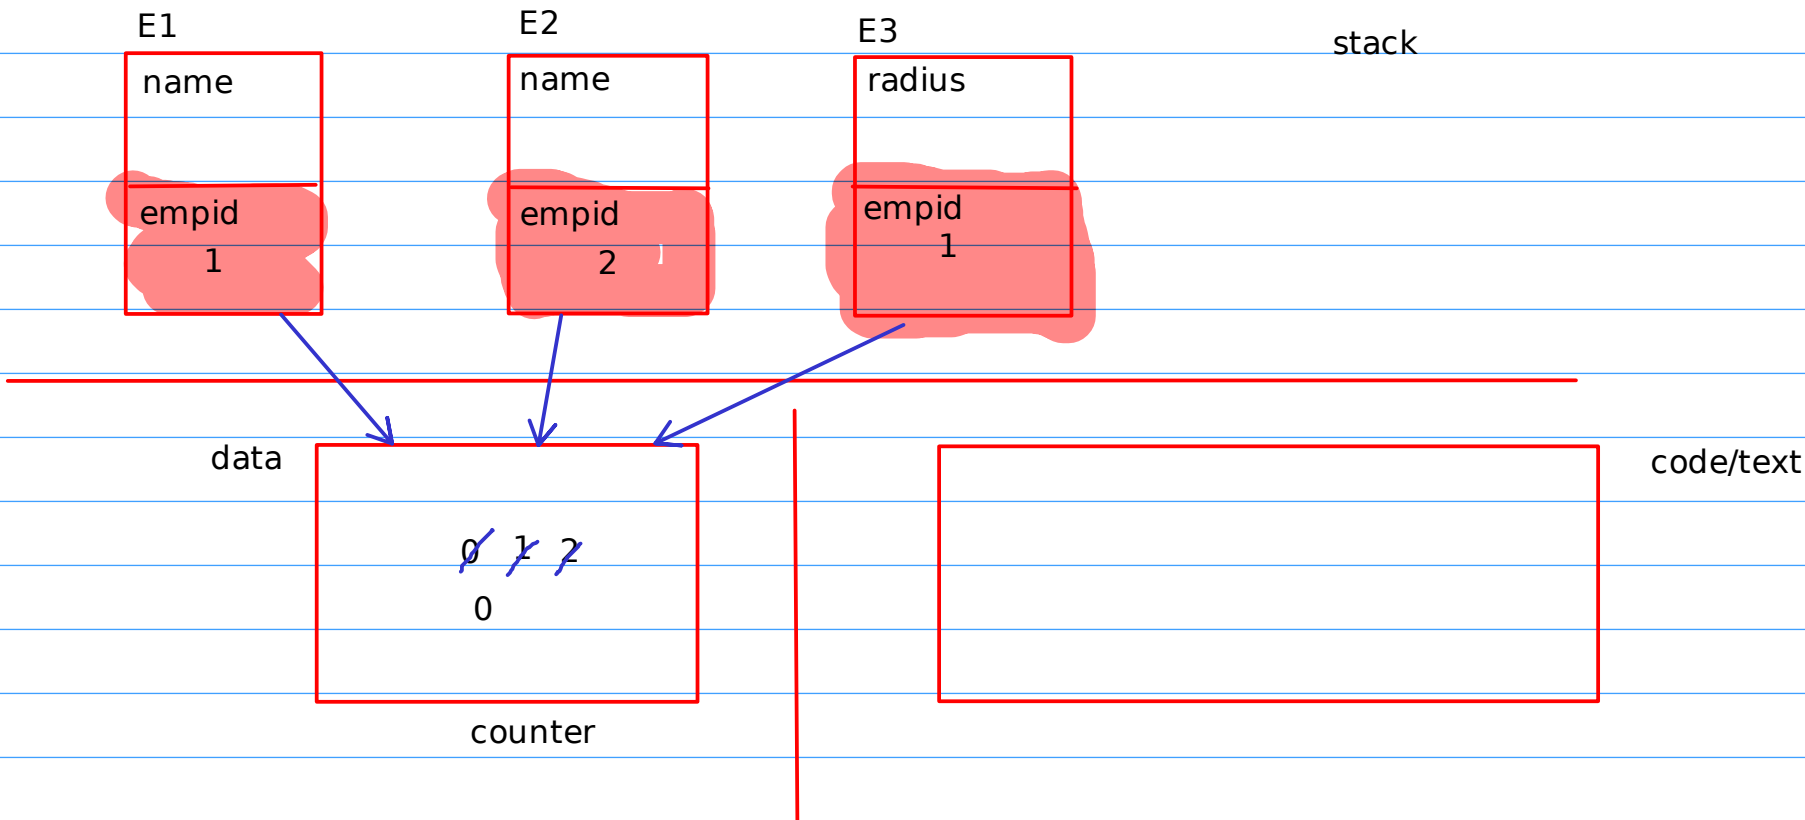 E1
E2
E3
stack
name
name
radius
empid
1
empid
2
empid
1
data
code/text
0 1 2
0
counter